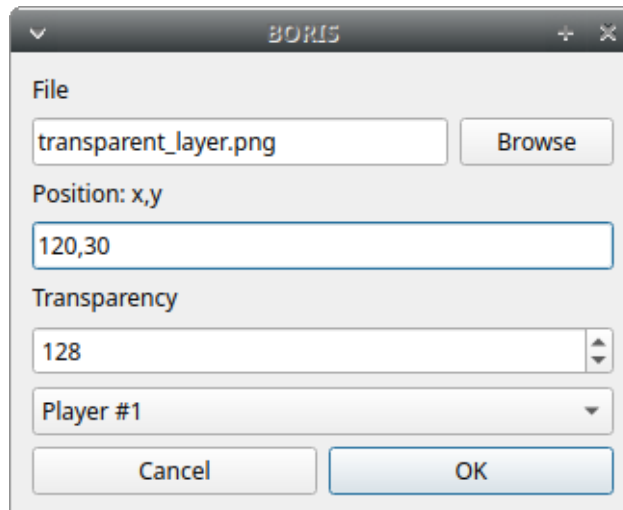 BORIS
File
transparent_layer.png Browse
Position: x,y
120,30
Transparency
128
Player #1
Cancel OK